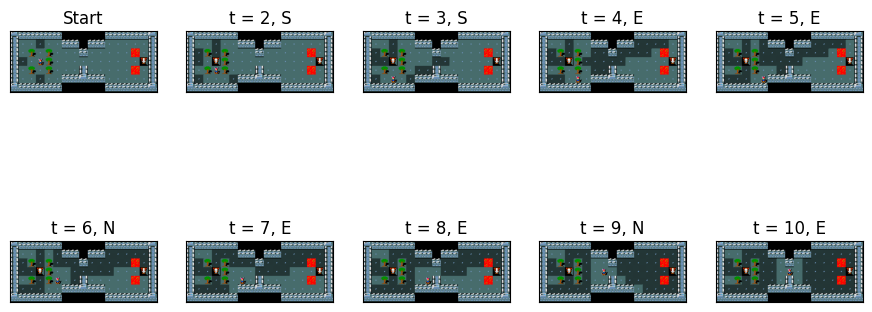 Start
t = 2, S
t = 3, S
t = 4, E
t = 5, E
t = 6, N
t = 7, E
t = 8, E
t = 9, N
t = 10, E